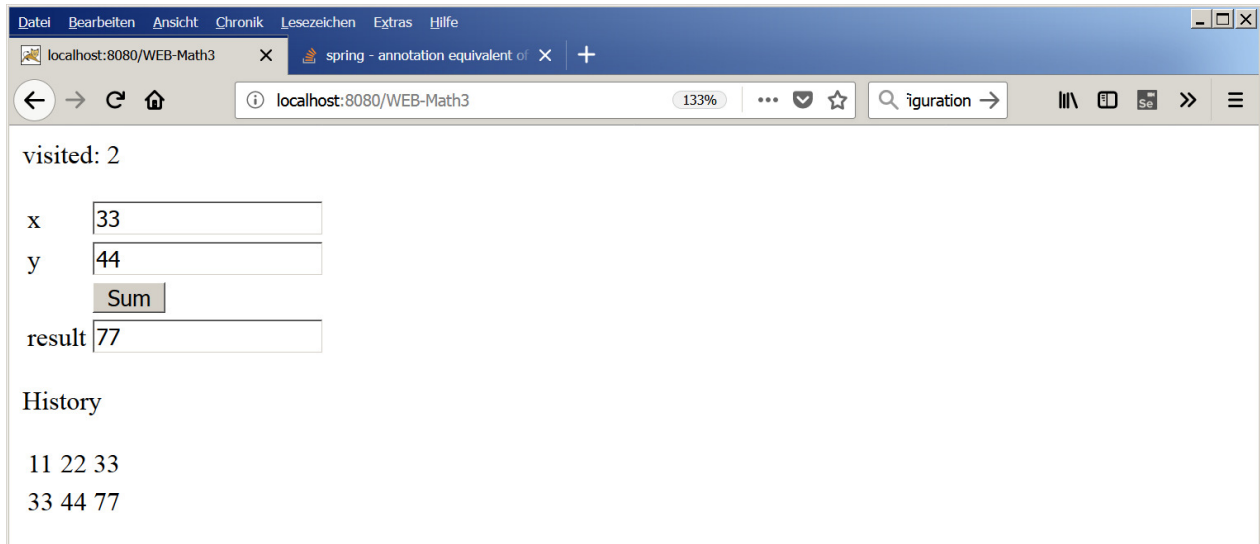 Datei Bearbeiten Ansicht Chronik Lesezeichen Extras Hilfe
localhost:8080/WEB-Math3 spring - annotation equivalent of
localhost:8080/WEB-Math3 133% figuration
visited: 2
x 33
y 44
Sum
result 77
History
11 22 33
33 44 77